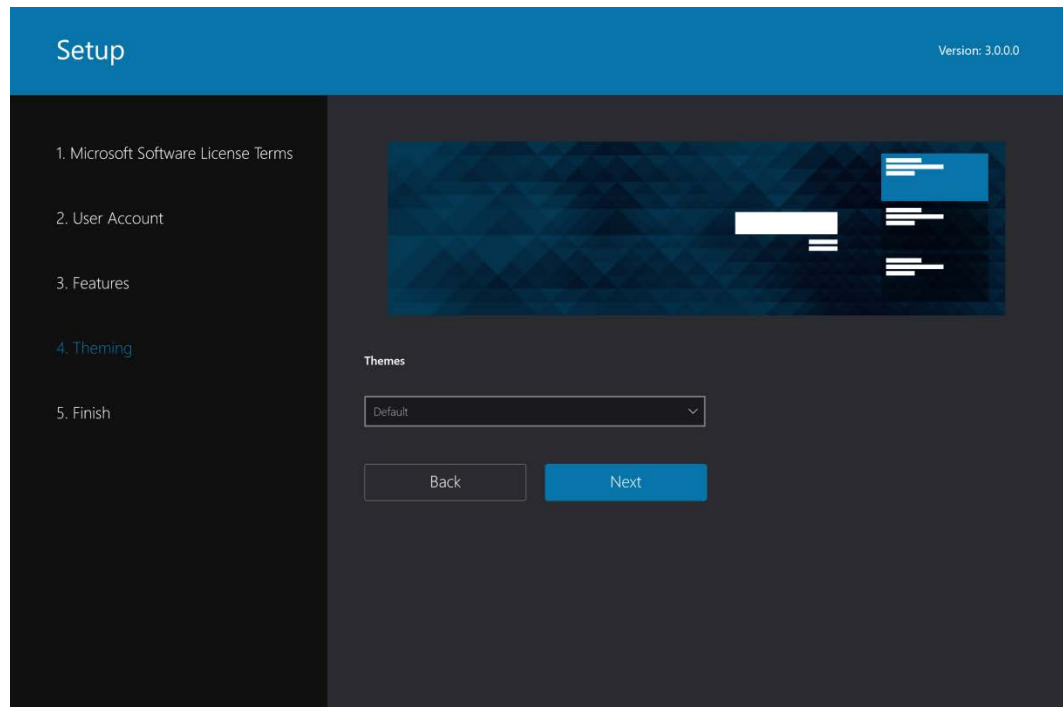 Setup
Version: 3.0.0.0
1. Microsoft Software License Terms
2. User Account
3. Features
4. Theming
5. Finish
Themes
Default
Back
Next